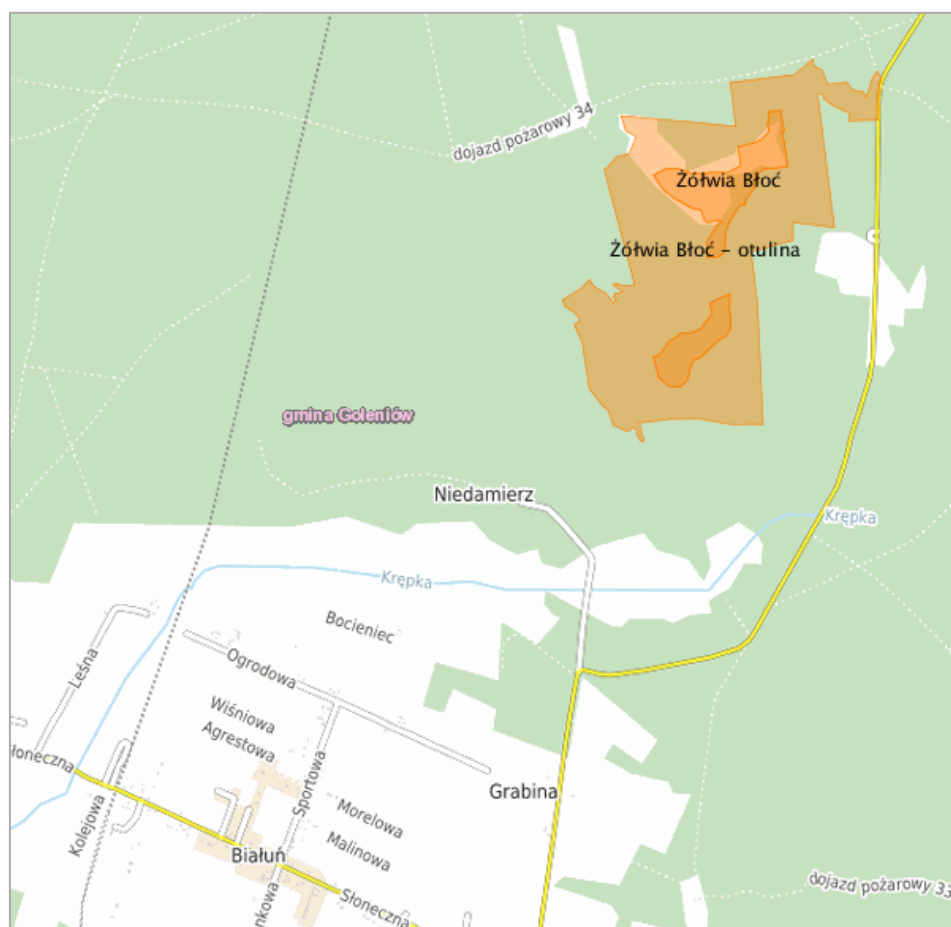 dojazd pożarowy 34
Żółwia Błoć
Żółwia Błoć – otulina
gmina Goleniów
Niedamierz
Krępka
Krępka
Bocieniec
Leśna
Ogrodowa
Wiśniowa
Agrestowa
łoneczna
Sportowa
Grabina
Kolejowa
Morelowa
Malinowa
Białuń
dojazd pożarowy 33
Słoneczna
nkowa